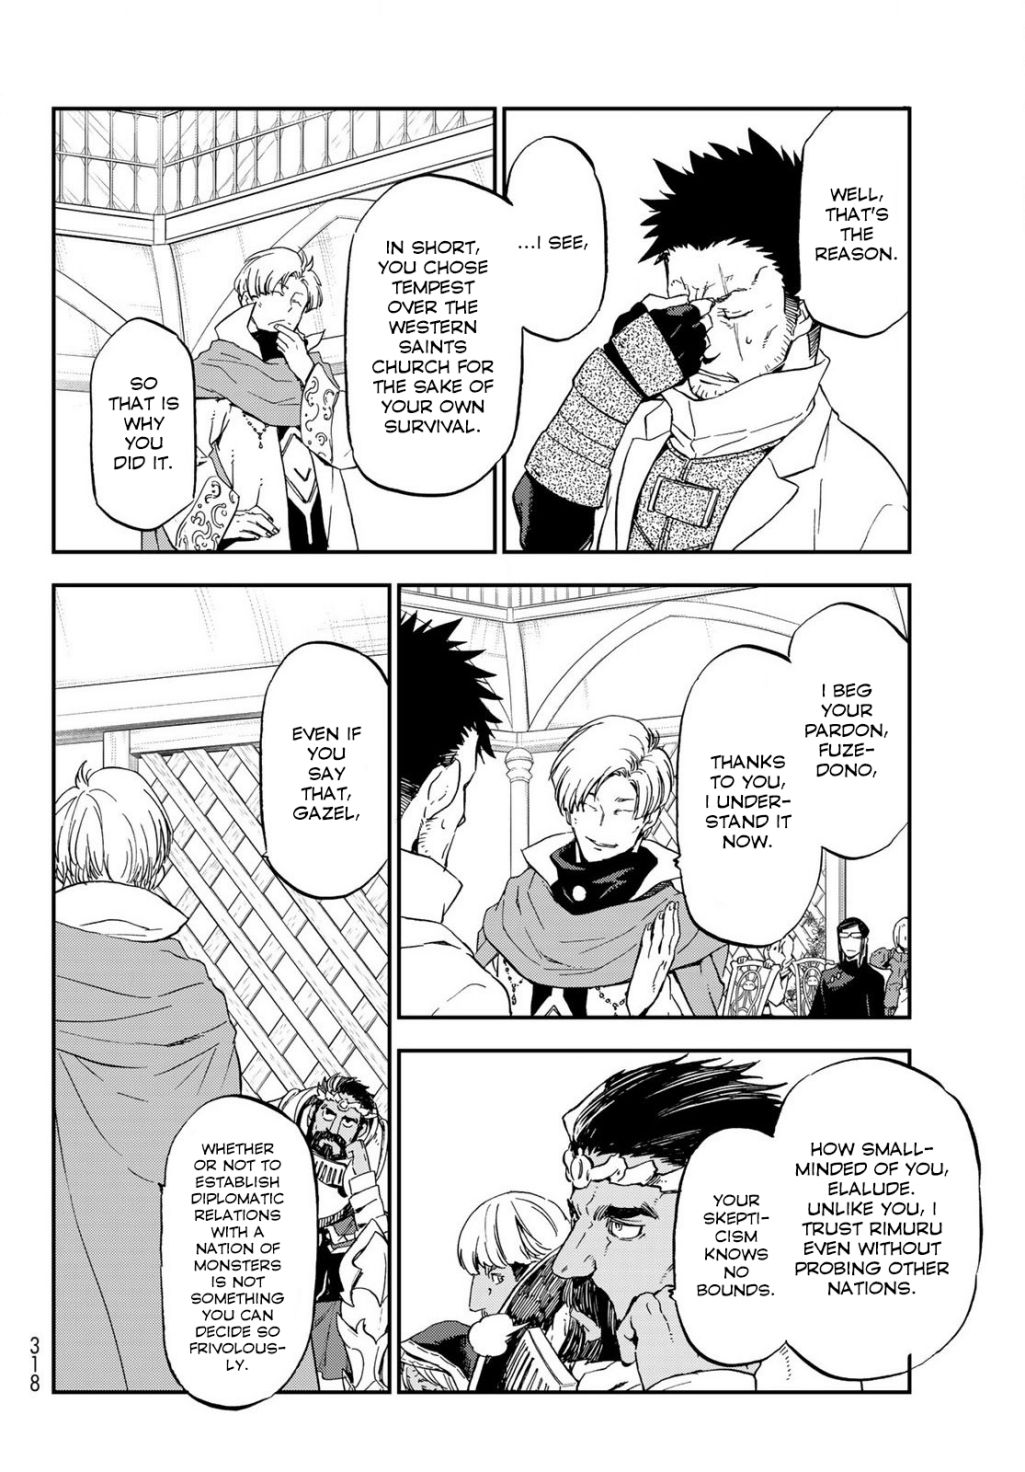 WELL,
THAT'S
THE
REASON.
...I SEE,
IN SHORT,
YOU CHOSE
TEMPEST
OVER THE
WESTERN
SAINTS
CHURCH FOR
THE SAKE OF
YOUR OWN
SURVIVAL.
SO
THAT IS
WHY
YOU
DID IT.
I BEG
YOUR
PARDON,
FUZE-
DONO,
THANKS
TO YOU,
I UNDER-
STAND IT
NOW.
HOW SMALL-
MINDED OF YOU,
ELALUDE.
UNLIKE YOU, I
TRUST RIMURU
EVEN WITHOUT
PROBING OTHER
NATIONS.
YOUR
SKEPTI-
CISM
KNOWS
NO
BOUNDS.
EVEN IF
YOU
SAY
THAT,
GAZEL,
WHETHER
OR NOT TO
ESTABLISH
DIPLOMATIC
RELATIONS
WITH A
NATION OF
MONSTERS
IS NOT
SOMETHING
YOU CAN
DECIDE SO
FRIVOLOUS-
LY.
318